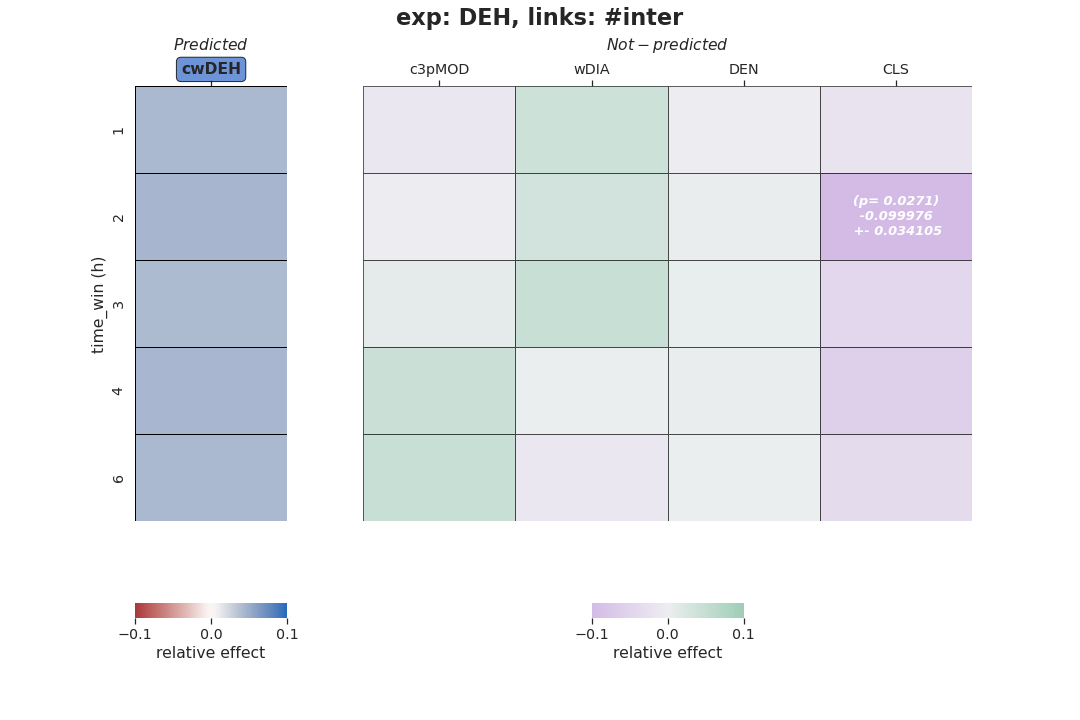 exp: DEH, links: #inter
Predicted
Not − predicted
cwDEH
c3pMOD
wDIA
DEN
CLS
time_win (h)
1
2
3
4
6
(p= 0.0271)
-0.099976
+- 0.034105
−0.1
0.0
0.1
relative effect
−0.1
0.0
0.1
relative effect